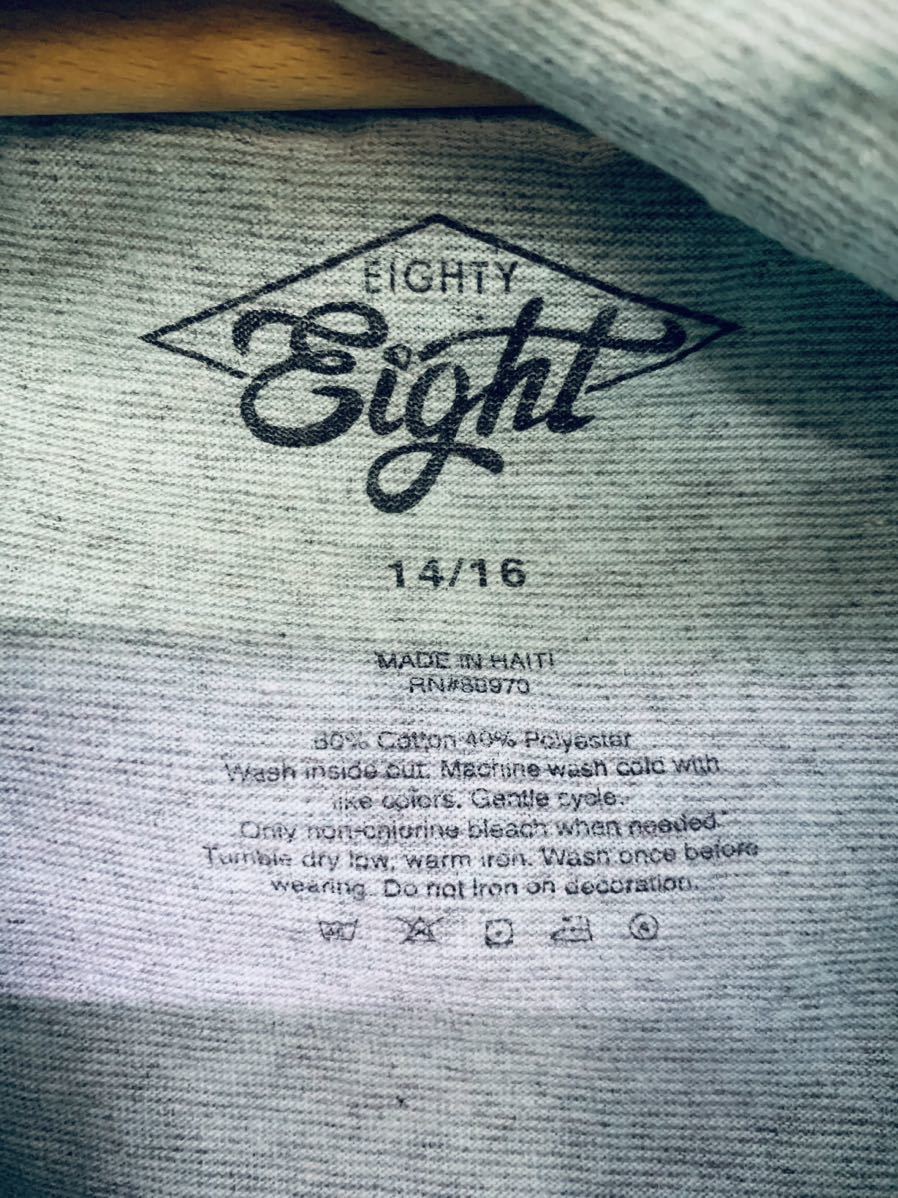 EIGHTY
Eight
14/16
MADE IN HAITI
60% Cotton 40% Polyester
Wash inside out. Machine wash cold with
like colors. Gentle cycle.
Only non-chlorine bleach when needed.
Tumble dry low, warm iron. Wash once before
wearing. Do not iron on decoration.